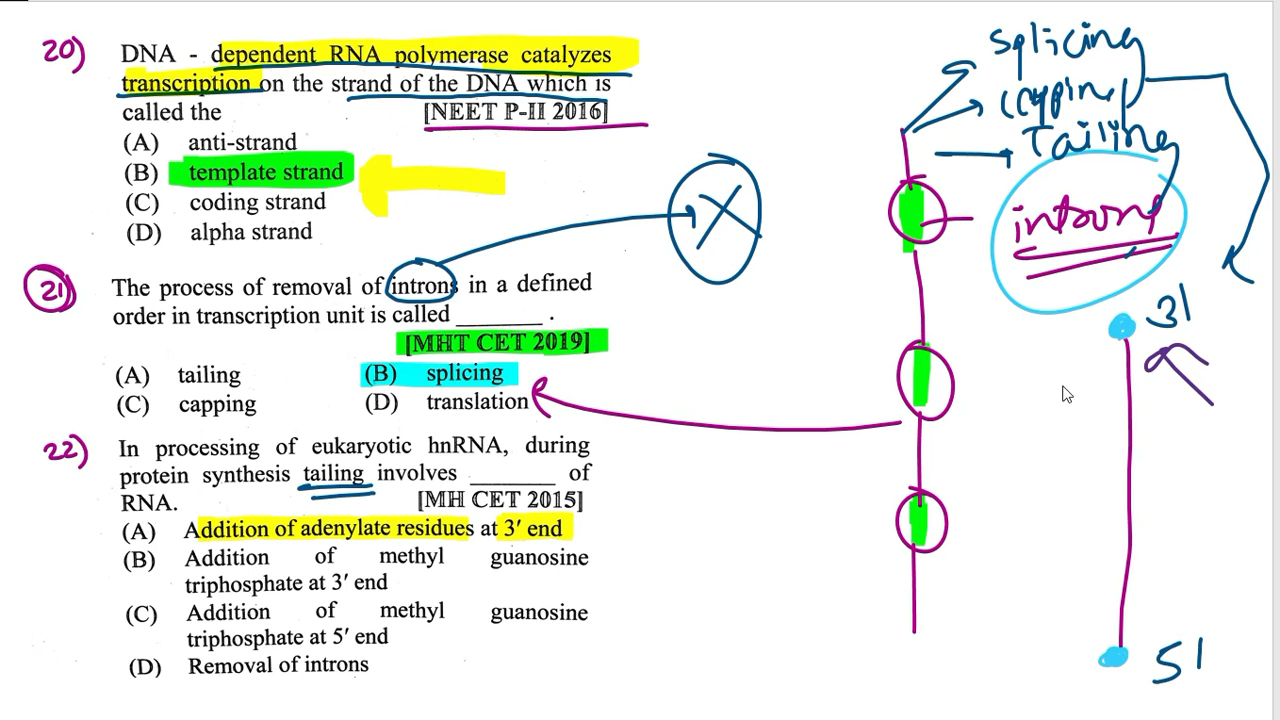 20) DNA - dependent RNA polymerase catalyzes
transcription on the strand of the DNA which is
called the [NEET P-II 2016]
(A) anti-strand
(B) template strand
(C) coding strand
(D) alpha strand
21) The process of removal of introns in a defined
order in transcription unit is called _______ .
[MHT CET 2019]
(A) tailing (B) splicing
(C) capping (D) translation
22) In processing of eukaryotic hnRNA, during
protein synthesis tailing involves _______ of
RNA. [MH CET 2015]
(A) Addition of adenylate residues at 3′ end
(B) Addition of methyl guanosine
triphosphate at 3′ end
(C) Addition of methyl guanosine
triphosphate at 5′ end
(D) Removal of introns
splicing
capping
Tailing
introns
3'
5'